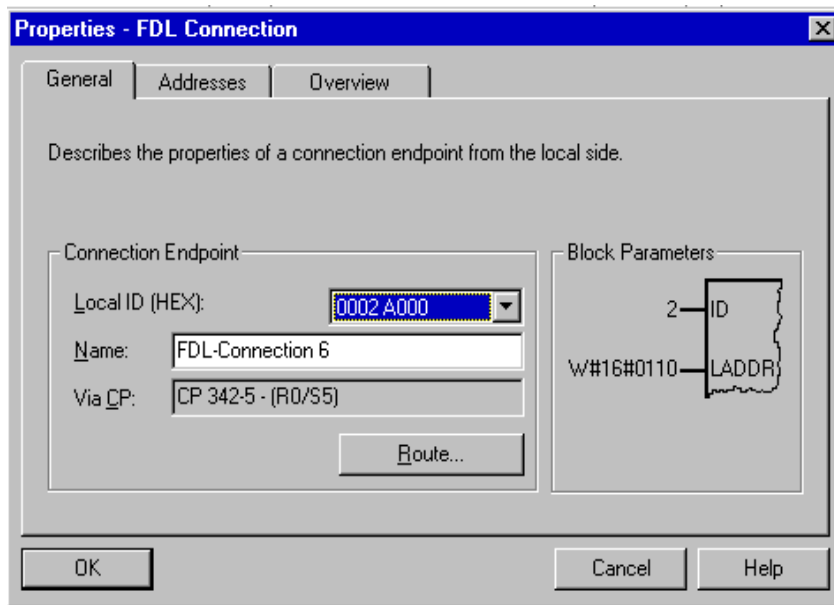 Properties - FDL Connection
General
Addresses
Overview
Describes the properties of a connection endpoint from the local side.
Connection Endpoint
Local ID (HEX):
0002 A000
Name:
FDL-Connection 6
Via CP:
CP 342-5 - (R0/S5)
Route...
Block Parameters
2
ID
W#16#0110
LADDR
OK
Cancel
Help